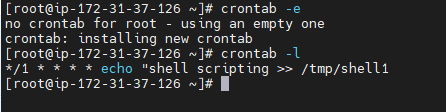 [root@ip-172-31-37-126 ~]# crontab -e
no crontab for root - using an empty one
crontab: installing new crontab
[root@ip-172-31-37-126 ~]# crontab -l
*/1 * * * * echo "shell scripting >> /tmp/shell1
[root@ip-172-31-37-126 ~]#